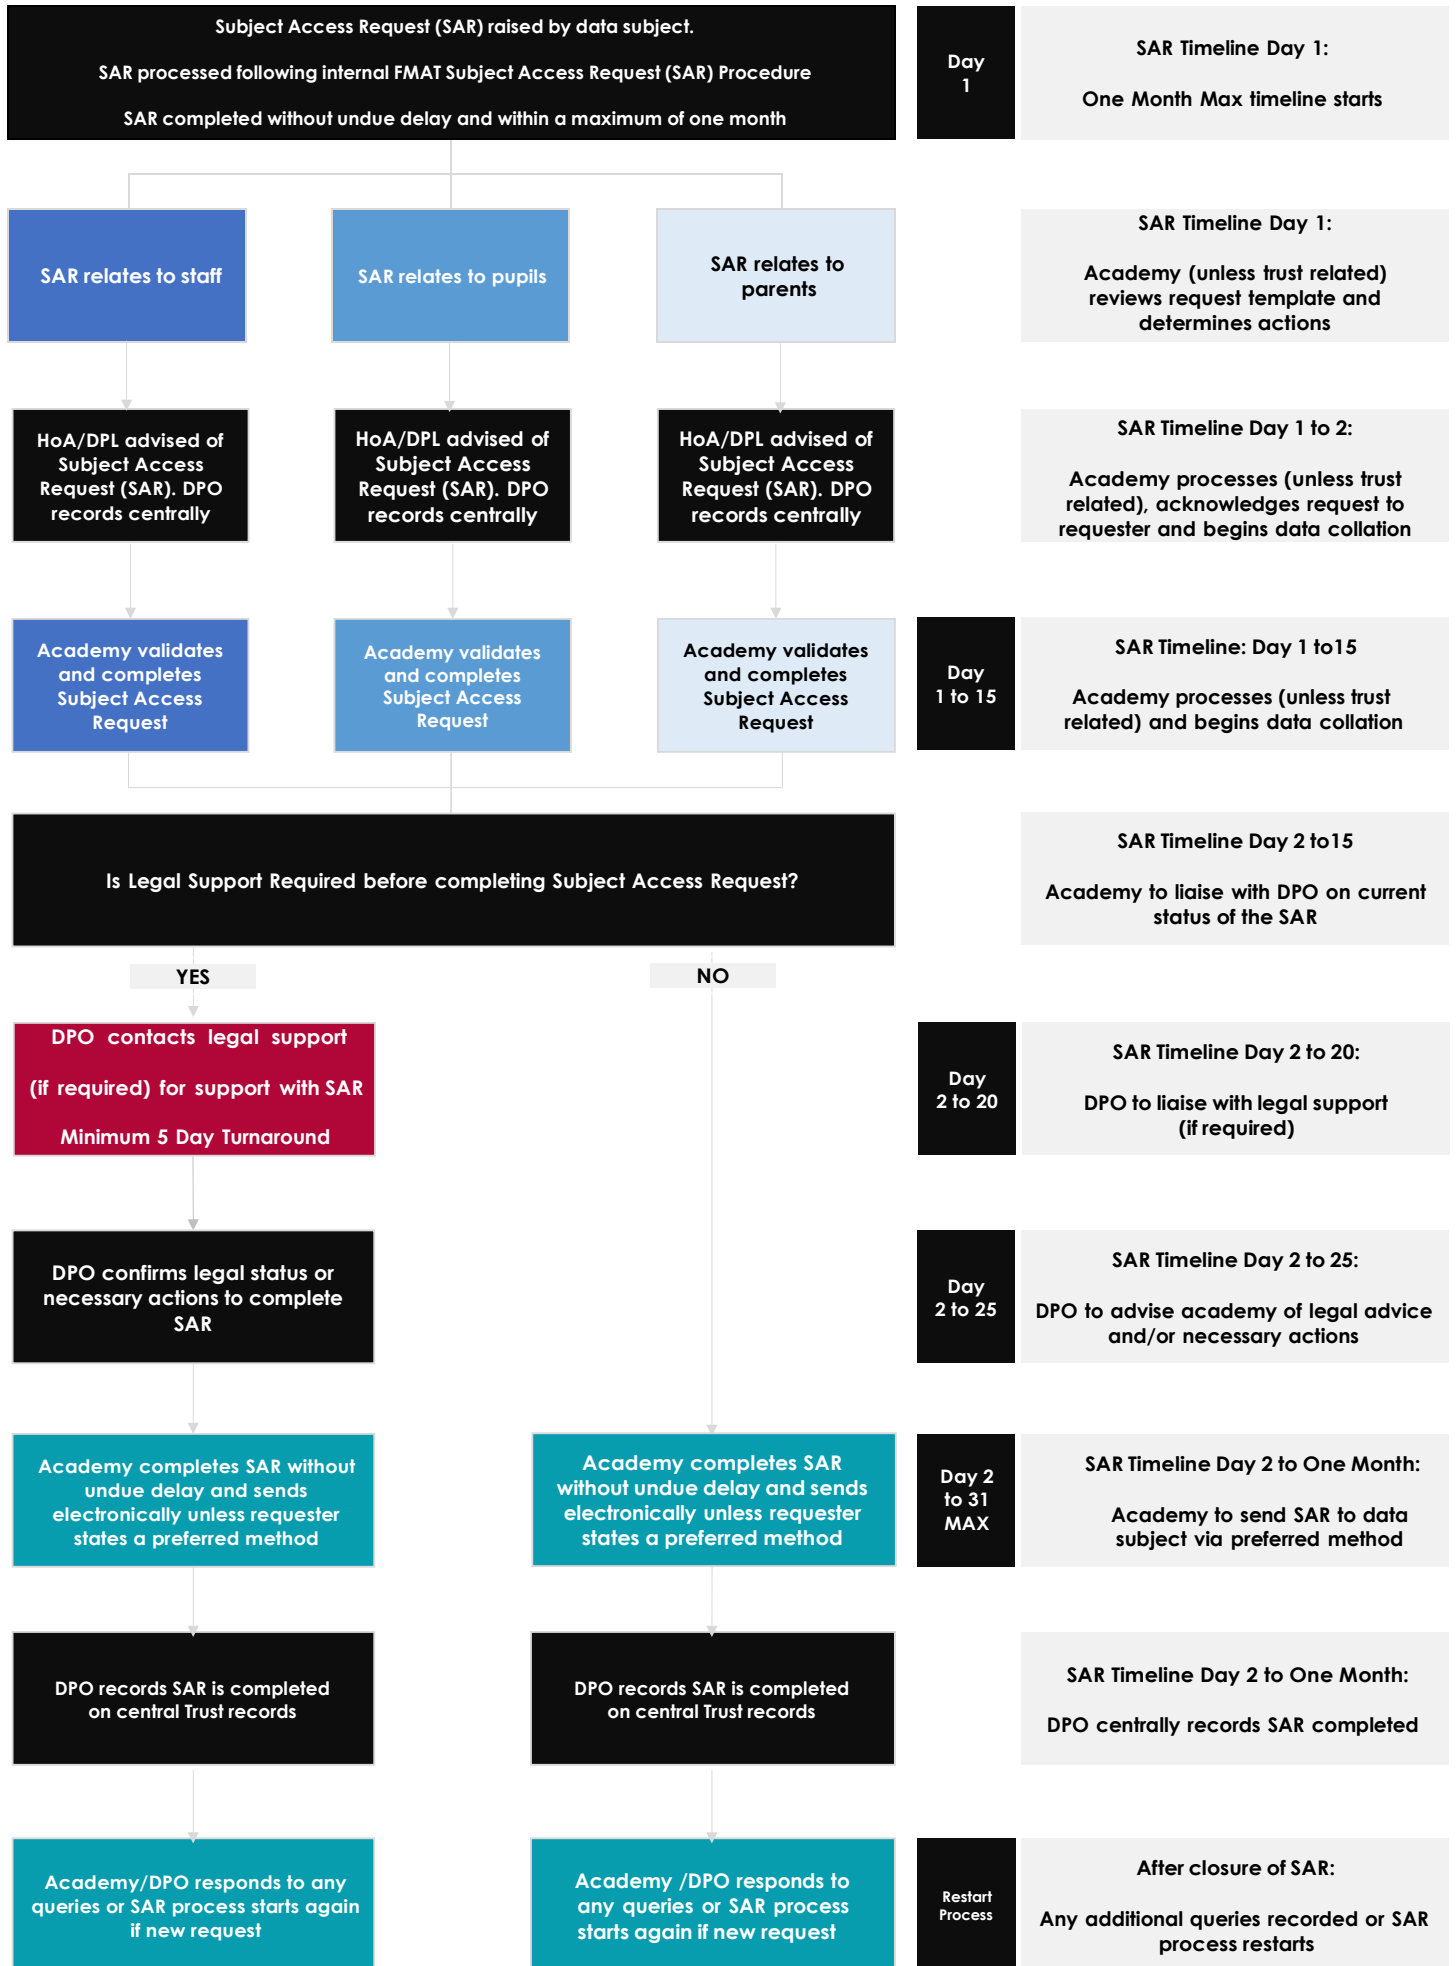 Subject Access Request (SAR) raised by data subject.
SAR processed following internal FMAT Subject Access Request (SAR) Procedure
SAR completed without undue delay and within a maximum of one month
Day
1
SAR Timeline Day 1:
One Month Max timeline starts
SAR relates to staff
SAR relates to pupils
SAR relates to
parents
SAR Timeline Day 1:
Academy (unless trust related)
reviews request template and
determines actions
HoA/DPL advised of
Subject Access
Request (SAR). DPO
records centrally
HoA/DPL advised of
Subject Access
Request (SAR). DPO
records centrally
HoA/DPL advised of
Subject Access
Request (SAR). DPO
records centrally
SAR Timeline Day 1 to 2:
Academy processes (unless trust
related), acknowledges request to
requester and begins data collation
Academy validates
and completes
Subject Access
Request
Academy validates
and completes
Subject Access
Request
Academy validates
and completes
Subject Access
Request
Day
1 to 15
SAR Timeline: Day 1 to15
Academy processes (unless trust
related) and begins data collation
Is Legal Support Required before completing Subject Access Request?
SAR Timeline Day 2 to15
Academy to liaise with DPO on current
status of the SAR
YES
NO
DPO contacts legal support
(if required) for support with SAR
Minimum 5 Day Turnaround
Day
2 to 20
SAR Timeline Day 2 to 20:
DPO to liaise with legal support
(if required)
DPO confirms legal status or
necessary actions to complete
SAR
Day
2 to 25
SAR Timeline Day 2 to 25:
DPO to advise academy of legal advice
and/or necessary actions
Academy completes SAR without
undue delay and sends
electronically unless requester
states a preferred method
Academy completes SAR
without undue delay and sends
electronically unless requester
states a preferred method
Day 2
to 31
MAX
SAR Timeline Day 2 to One Month:
Academy to send SAR to data
subject via preferred method
DPO records SAR is completed
on central Trust records
DPO records SAR is completed
on central Trust records
SAR Timeline Day 2 to One Month:
DPO centrally records SAR completed
Academy/DPO responds to any
queries or SAR process starts again
if new request
Academy /DPO responds to
any queries or SAR process
starts again if new request
Restart
Process
After closure of SAR:
Any additional queries recorded or SAR
process restarts